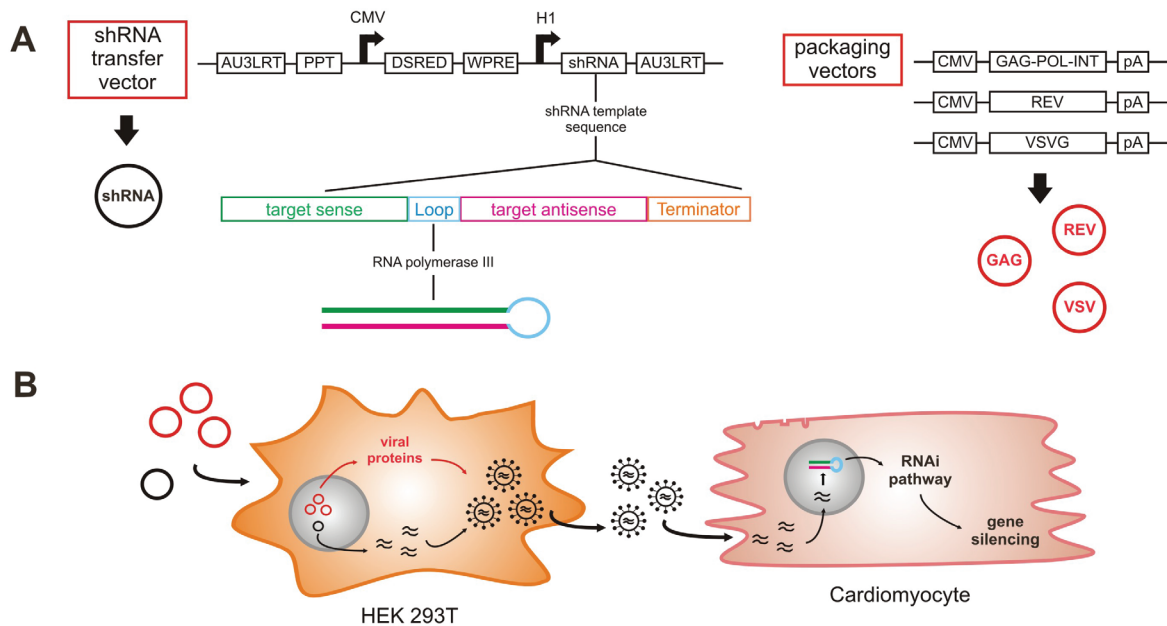 A
shRNA
transfer
vector
CMV
H1
AU3LRT
PPT
DSRED
WPRE
shRNA
AU3LRT
shRNA template
sequence
target sense
Loop
target antisense
Terminator
RNA polymerase III
shRNA
packaging
vectors
CMV
GAG-POL-INT
pA
CMV
REV
pA
CMV
VSVG
pA
REV
GAG
VSV
B
viral
proteins
HEK 293T
RNAi
pathway
gene
silencing
Cardiomyocyte